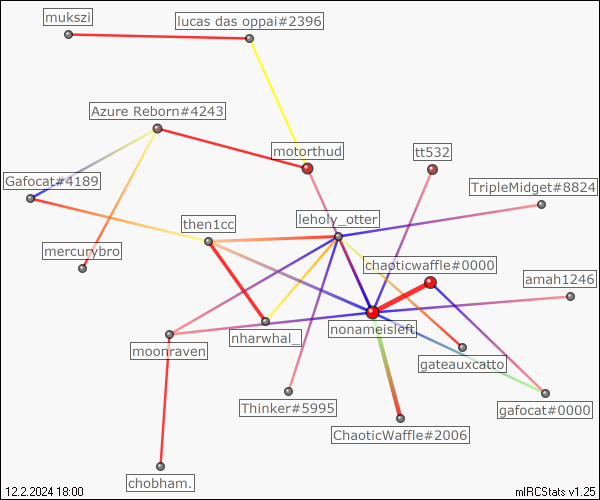 mukszi
lucas das oppai#2396
Azure Reborn#4243
motorthud
tt532
Gafocat#4189
TripleMidget#8824
then1cc
leholy_otter
mercurybro
chaoticwaffle#0000
amah1246
nonameisleft
nharwhal_
moonraven
gateauxcatto_
Thinker#5995
gafocat#0000
ChaoticWaffle#2006
chobham.
12.2.2024 18:00
mIRCStats v1.25